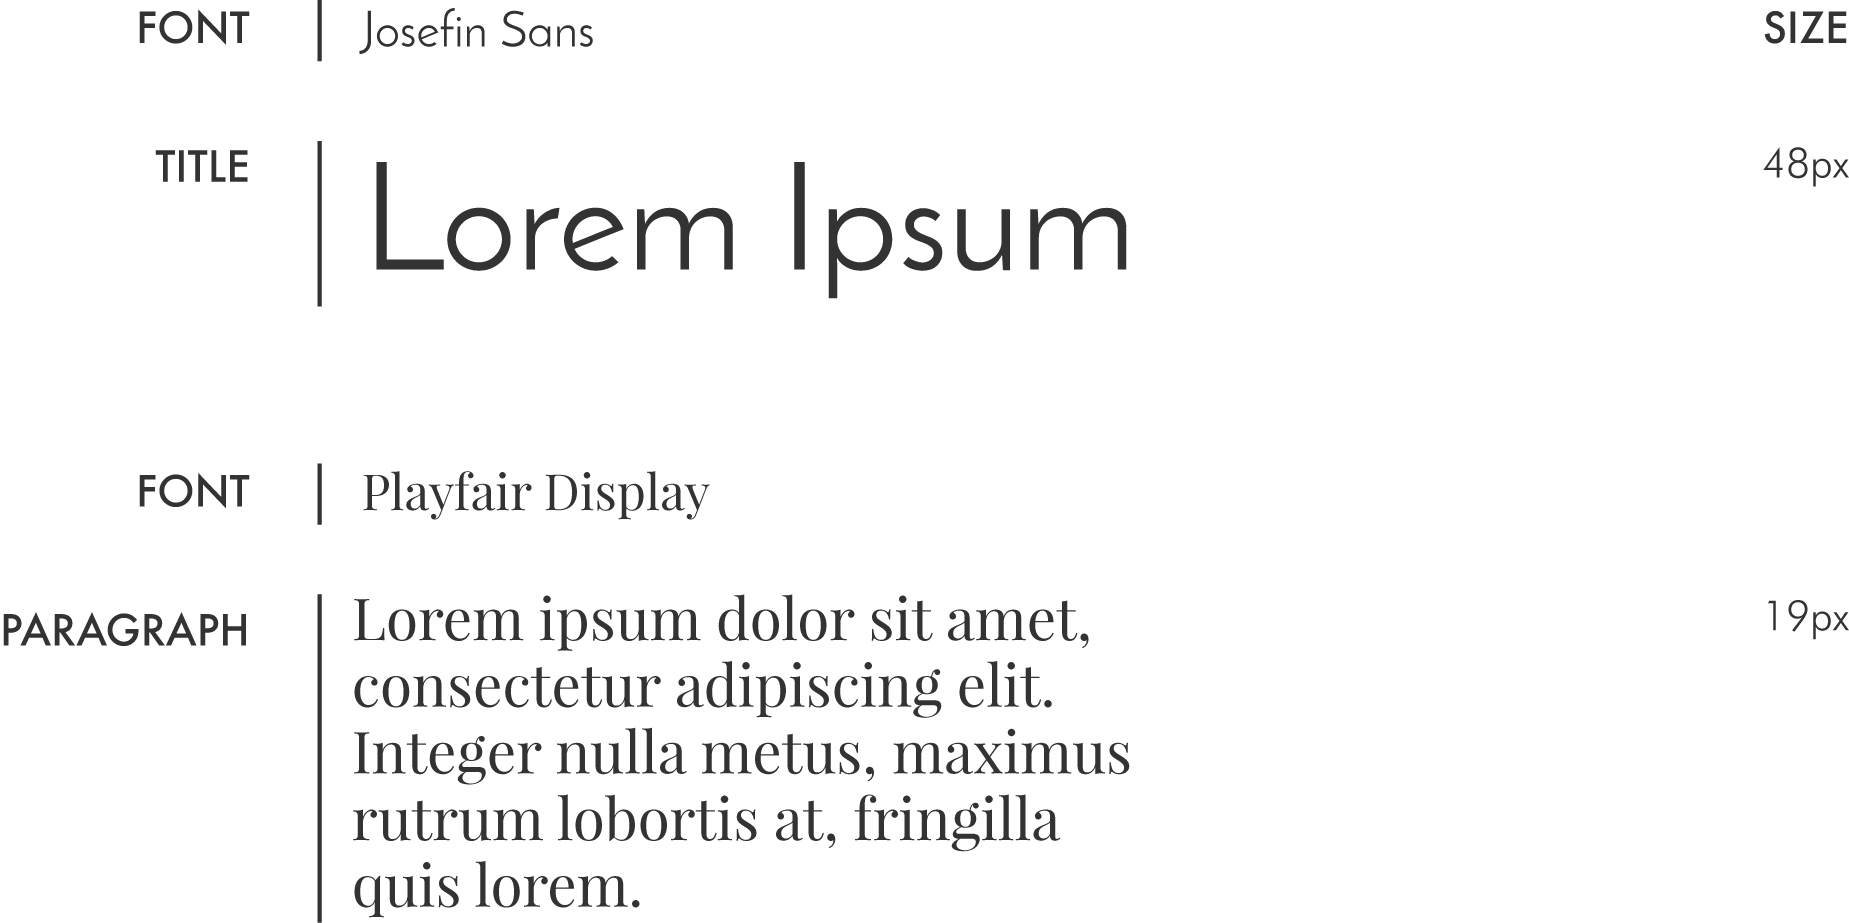 FONT Josefin Sans SIZE
TITLE Lorem Ipsum 48px
FONT Playfair Display
PARAGRAPH Lorem ipsum dolor sit amet, 19px
consectetur adipiscing elit.
Integer nulla metus, maximus
rutrum lobortis at, fringilla
quis lorem.